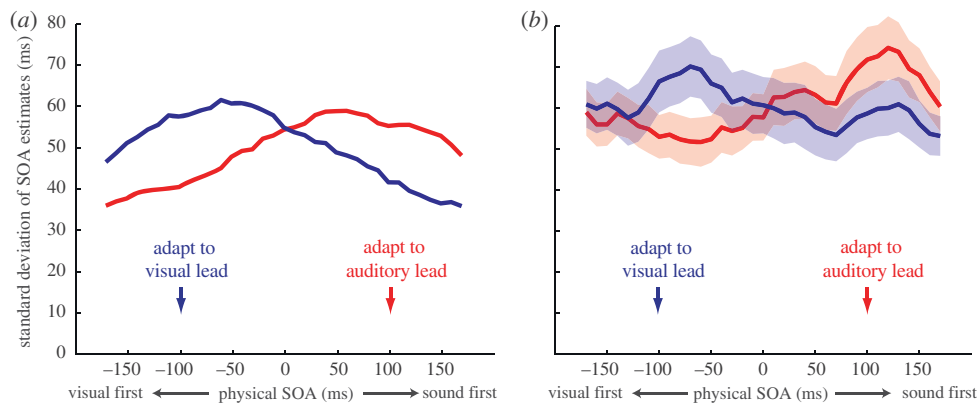 (a)
(b)
standard deviation of SOA estimates (ms)
80
70
60
50
40
30
20
10
0
adapt to
visual lead
adapt to
auditory lead
adapt to
visual lead
adapt to
auditory lead
−150 −100 −50 0 50 100 150
−150 −100 −50 0 50 100 150
visual first physical SOA (ms) sound first
visual first physical SOA (ms) sound first